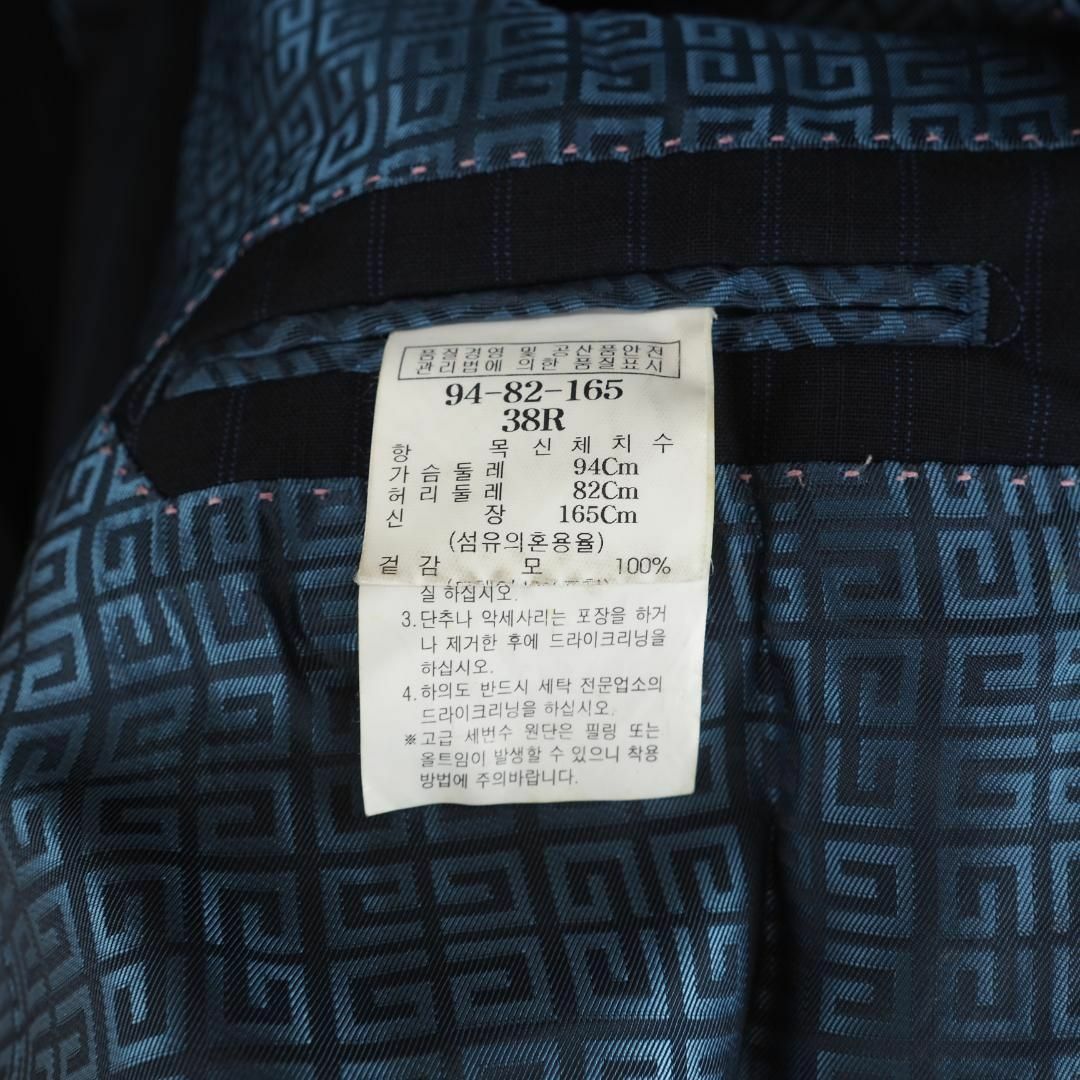 품질경영 및 공산품안전
관리법에 의한 품질표시
94-82-165
38R
항 목 신체치수
가슴둘레 94Cm
허리둘레 82Cm
신 장 165Cm
(섬유의혼용율)
겉감 모 100%
실 하십시오.
3.단추나 악세사리는 포장을 하거
나 제거한 후에 드라이크리닝을
하십시오.
4.하의도 반드시 세탁 전문업소의
드라이크리닝을 하십시오.
※고급 세번수 원단은 필링 또는
올트임이 발생할 수 있으니 착용
방법에 주의바랍니다.